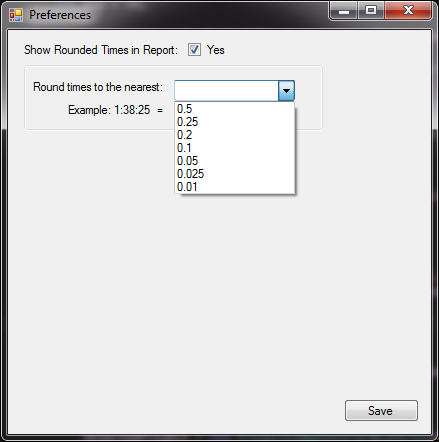 Preferences
Show Rounded Times in Report: Yes
Round times to the nearest:
Example: 1:38:25 =
0.5
0.25
0.2
0.1
0.05
0.025
0.01
Save